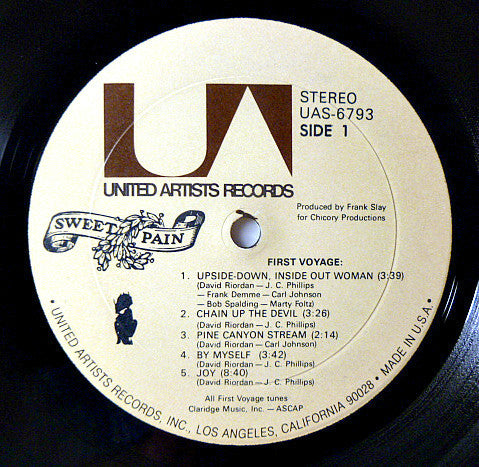 UA
STEREO
UAS-6793
SIDE 1
UNITED ARTISTS RECORDS
Produced by Frank Slay
for Chicory Productions
SWEET PAIN
FIRST VOYAGE:
1. UPSIDE-DOWN, INSIDE OUT WOMAN (3:39)
(David Riordan — J. C. Phillips
— Frank Demme — Carl Johnson
— Bob Spalding — Marty Foltz)
2. CHAIN UP THE DEVIL (3:26)
(David Riordan — J. C. Phillips)
3. PINE CANYON STREAM (2:14)
(David Riordan — Carl Johnson)
4. BY MYSELF (3:42)
(David Riordan — J. C. Phillips)
5. JOY (8:40)
(David Riordan — J. C. Phillips)
All First Voyage tunes
Claridge Music, Inc. — ASCAP
• UNITED ARTISTS RECORDS, INC., LOS ANGELES, CALIFORNIA 90028 • MADE IN U.S.A. •